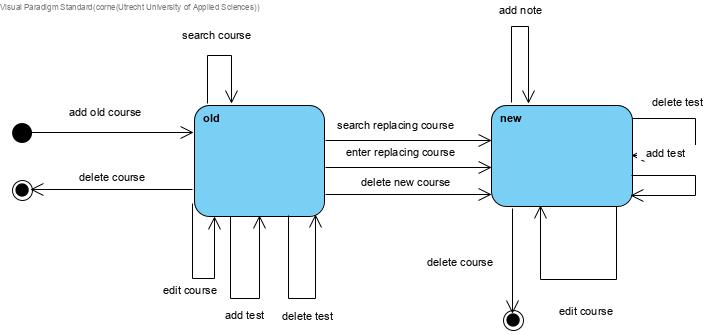 Visual Paradigm Standard(corne(Utrecht University of Applied Sciences))
add note
search course
delete test
add old course
old
new
search replacing course
enter replacing course
add test
delete course
delete new course
delete course
edit course
add test
delete test
edit course